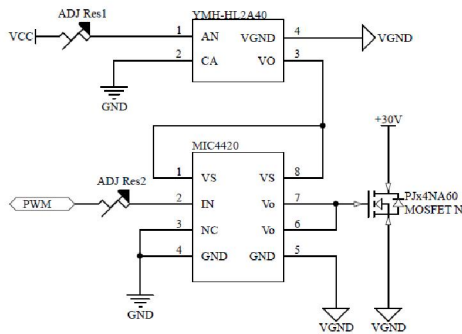 YMH-HL2A40
ADJ Res1
VCC
1 AN VGND 4 VGND
2 CA VO 3
GND
MIC4420
+30V
1 VS VS 8
ADJ Res2
PWM 2 IN Vo 7
PJx4NA60
MOSFET N
3 NC Vo 6
4 GND GND 5
GND
VGND VGND